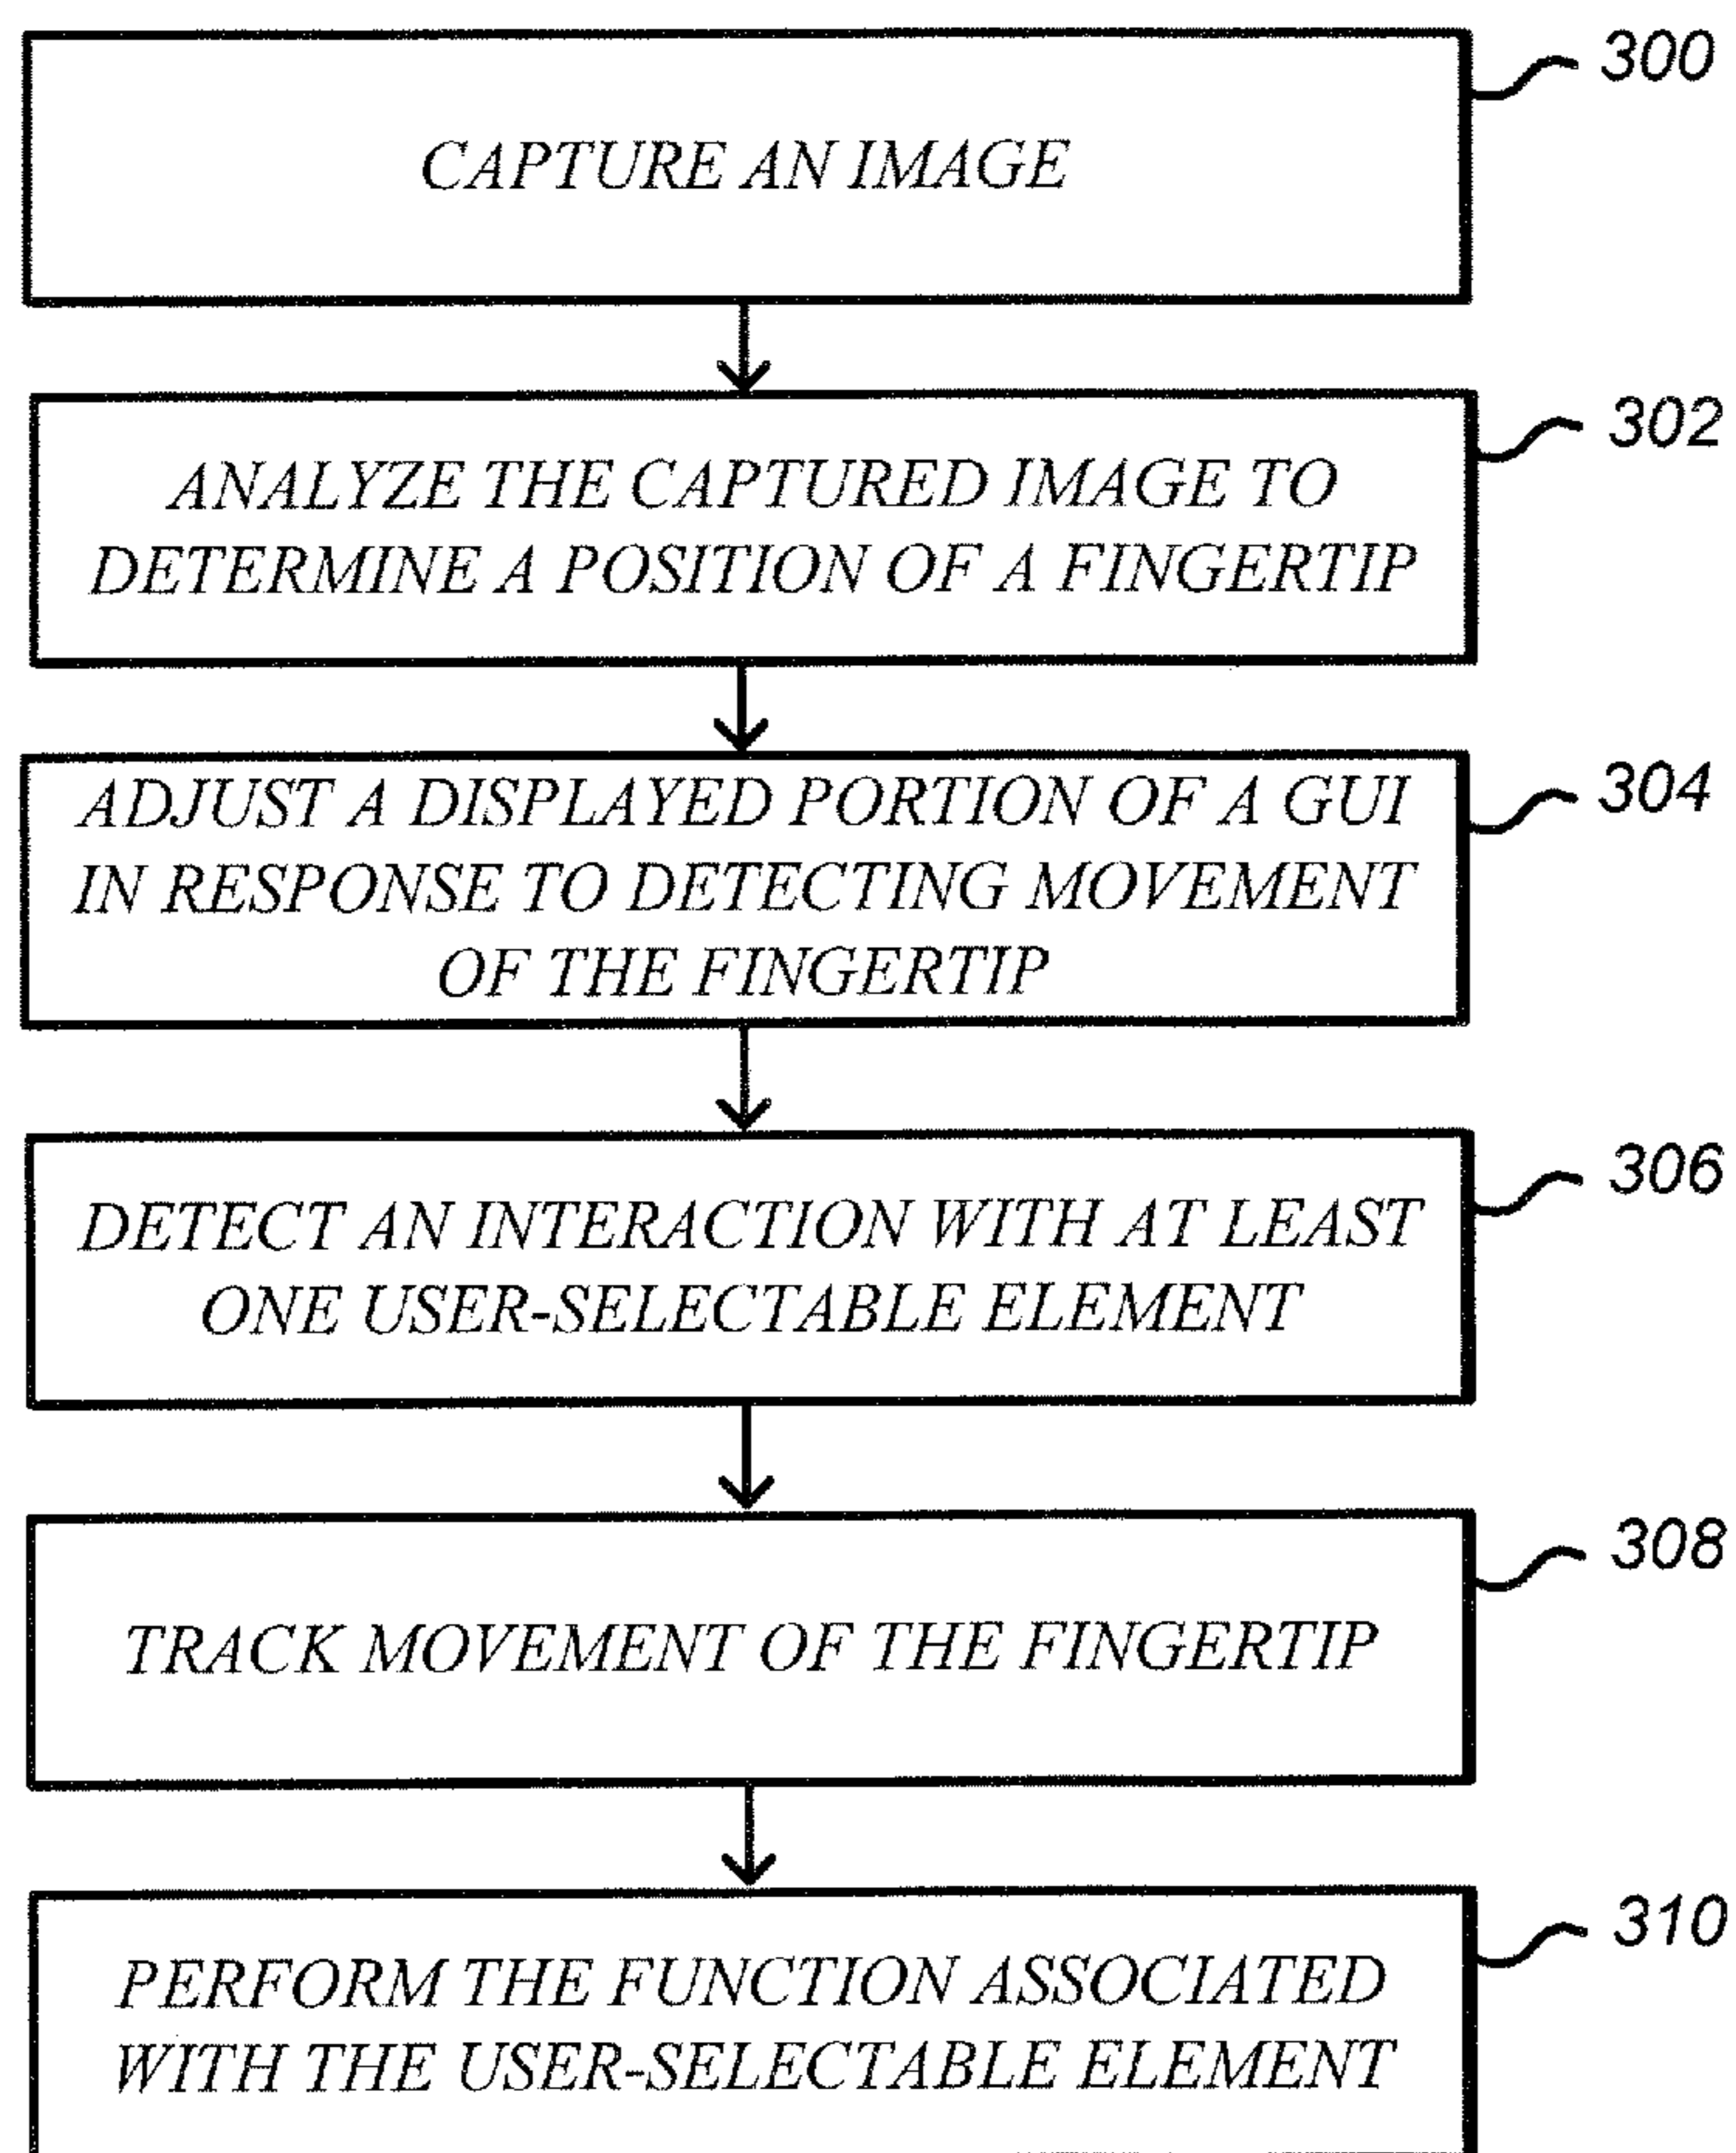 300
CAPTURE AN IMAGE
302
ANALYZE THE CAPTURED IMAGE TO
DETERMINE A POSITION OF A FINGERTIP
304
ADJUST A DISPLAYED PORTION OF A GUI
IN RESPONSE TO DETECTING MOVEMENT
OF THE FINGERTIP
306
DETECT AN INTERACTION WITH AT LEAST
ONE USER-SELECTABLE ELEMENT
308
TRACK MOVEMENT OF THE FINGERTIP
310
PERFORM THE FUNCTION ASSOCIATED
WITH THE USER-SELECTABLE ELEMENT